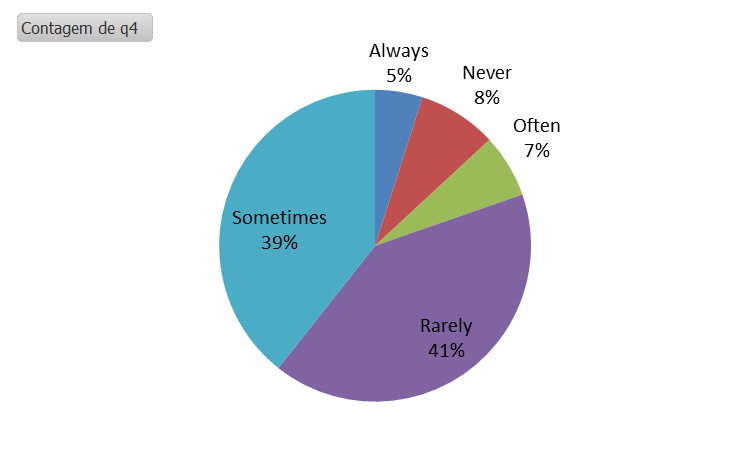 Contagem de q4
Always
5%
Never
8%
Often
7%
Sometimes
39%
Rarely
41%